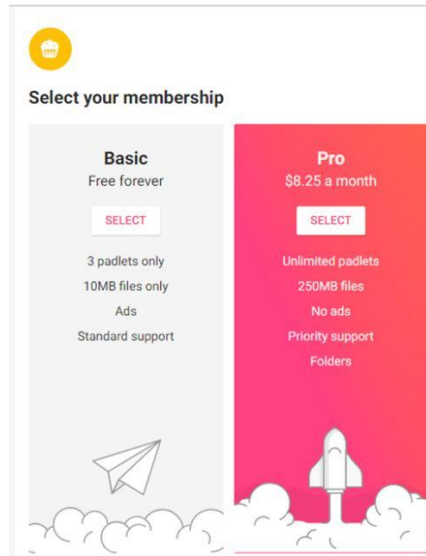 Select your membership
Basic
Free forever
SELECT
3 padlets only
10MB files only
Ads
Standard support
Pro
$8.25 a month
SELECT
Unlimited padlets
250MB files
No ads
Priority support
Folders